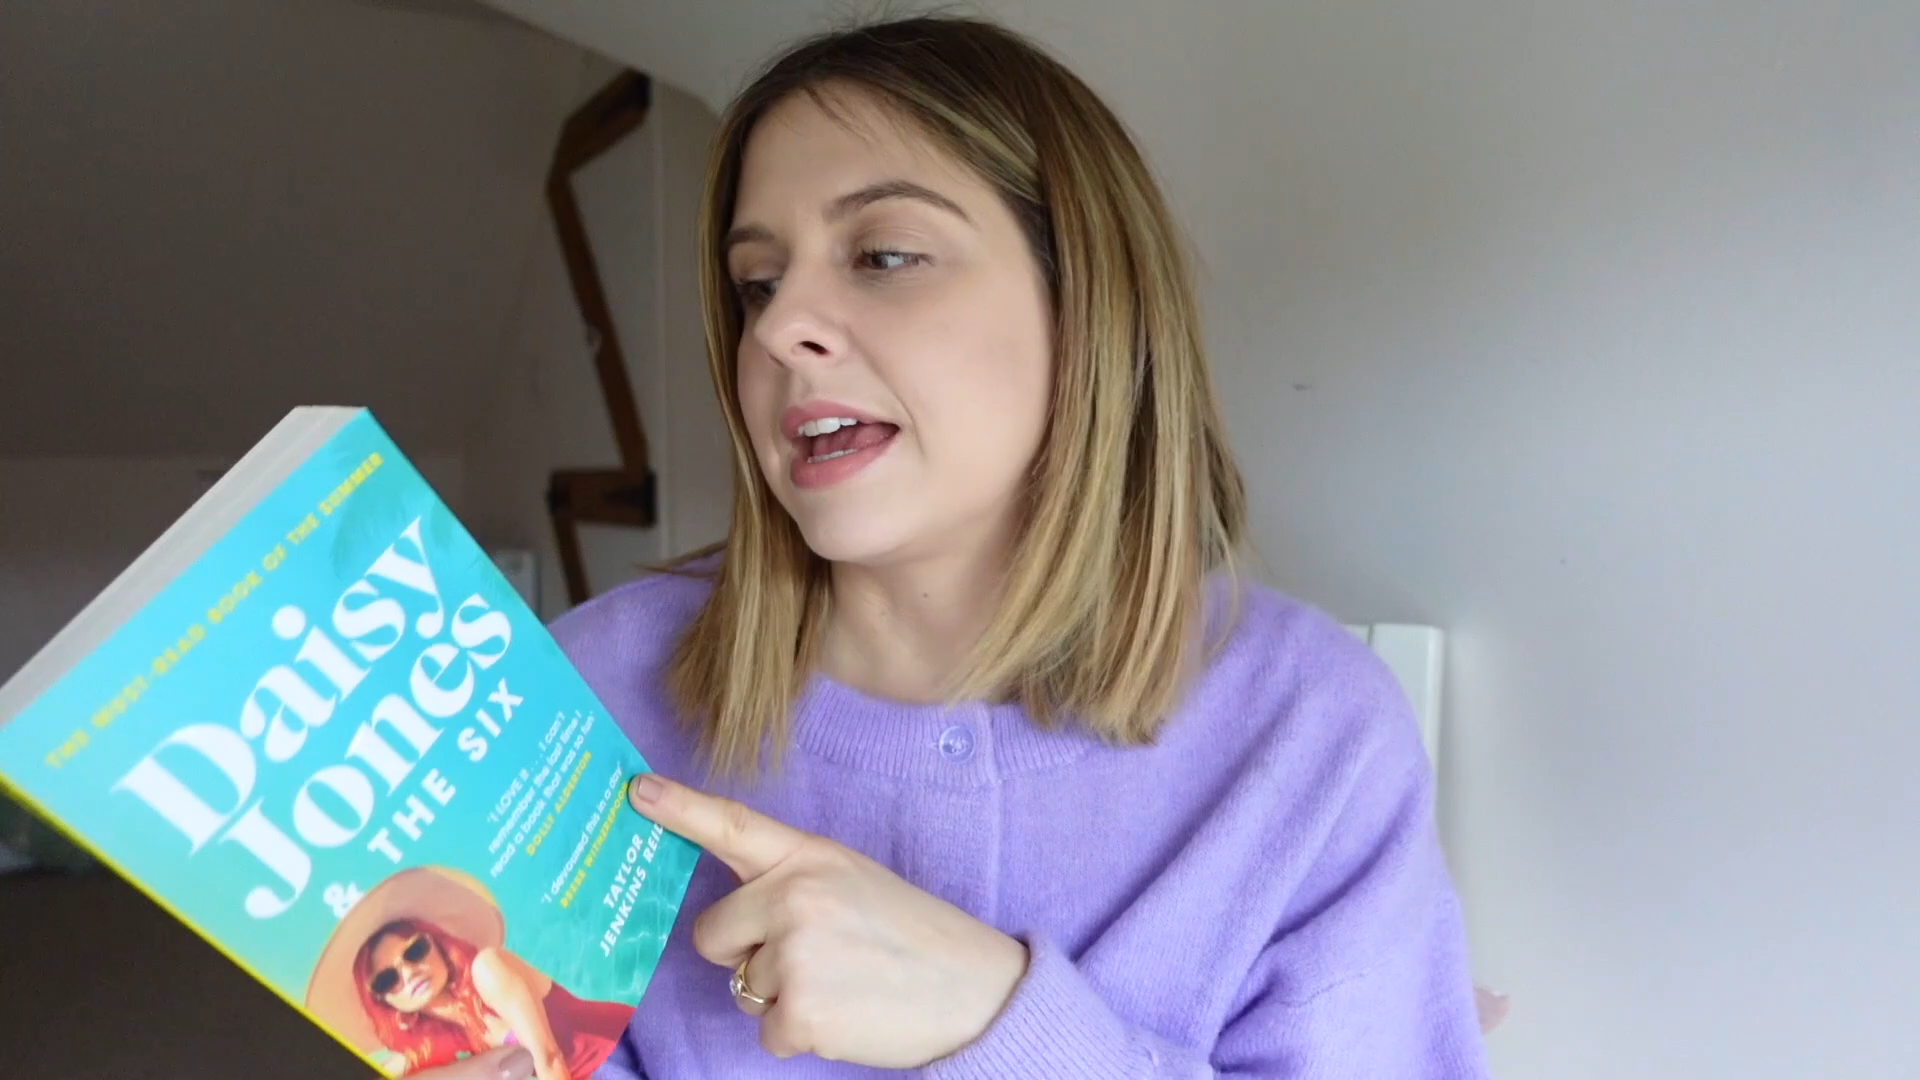 THE MUST-READ BOOK OF THE SUMMER
Daisy
Jones
& THE SIX
'I LOVE it . . . I can't
remember the last time I
read a book that was so fun'
DOLLY ALDERTON
'I devoured this in a day'
REESE WITHERSPOON
TAYLOR
JENKINS REID